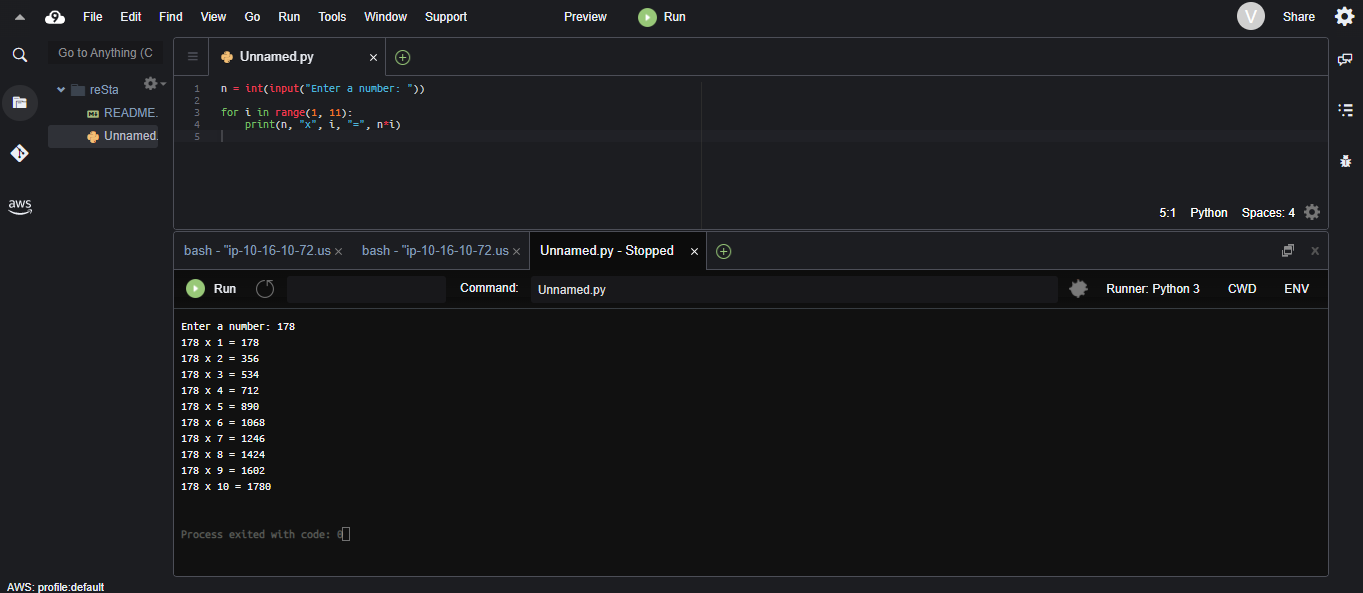 File Edit Find View Go Run Tools Window Support Preview Run V Share
Go to Anything (C
reSta
README.
Unnamed.
aws
Unnamed.py
1 n = int(input("Enter a number: "))
2
3 for i in range(1, 11):
4 print(n, "x", i, "=", n*i)
5
5:1 Python Spaces: 4
bash - "ip-10-16-10-72.us bash - "ip-10-16-10-72.us Unnamed.py - Stopped
Run Command: Unnamed.py Runner: Python 3 CWD ENV
Enter a number: 178
178 x 1 = 178
178 x 2 = 356
178 x 3 = 534
178 x 4 = 712
178 x 5 = 890
178 x 6 = 1068
178 x 7 = 1246
178 x 8 = 1424
178 x 9 = 1602
178 x 10 = 1780
Process exited with code: 0
AWS: profile:default